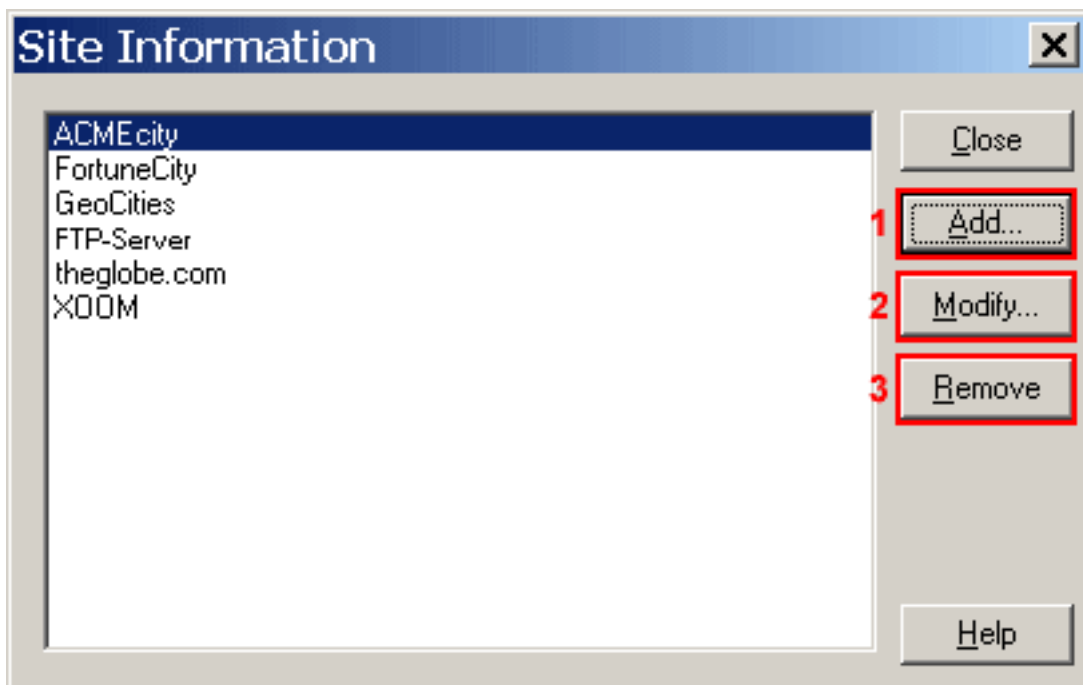 Site Information
ACMEcity
FortuneCity
GeoCities
FTP-Server
theglobe.com
XOOM
Close
1 Add...
2 Modify...
3 Remove
Help